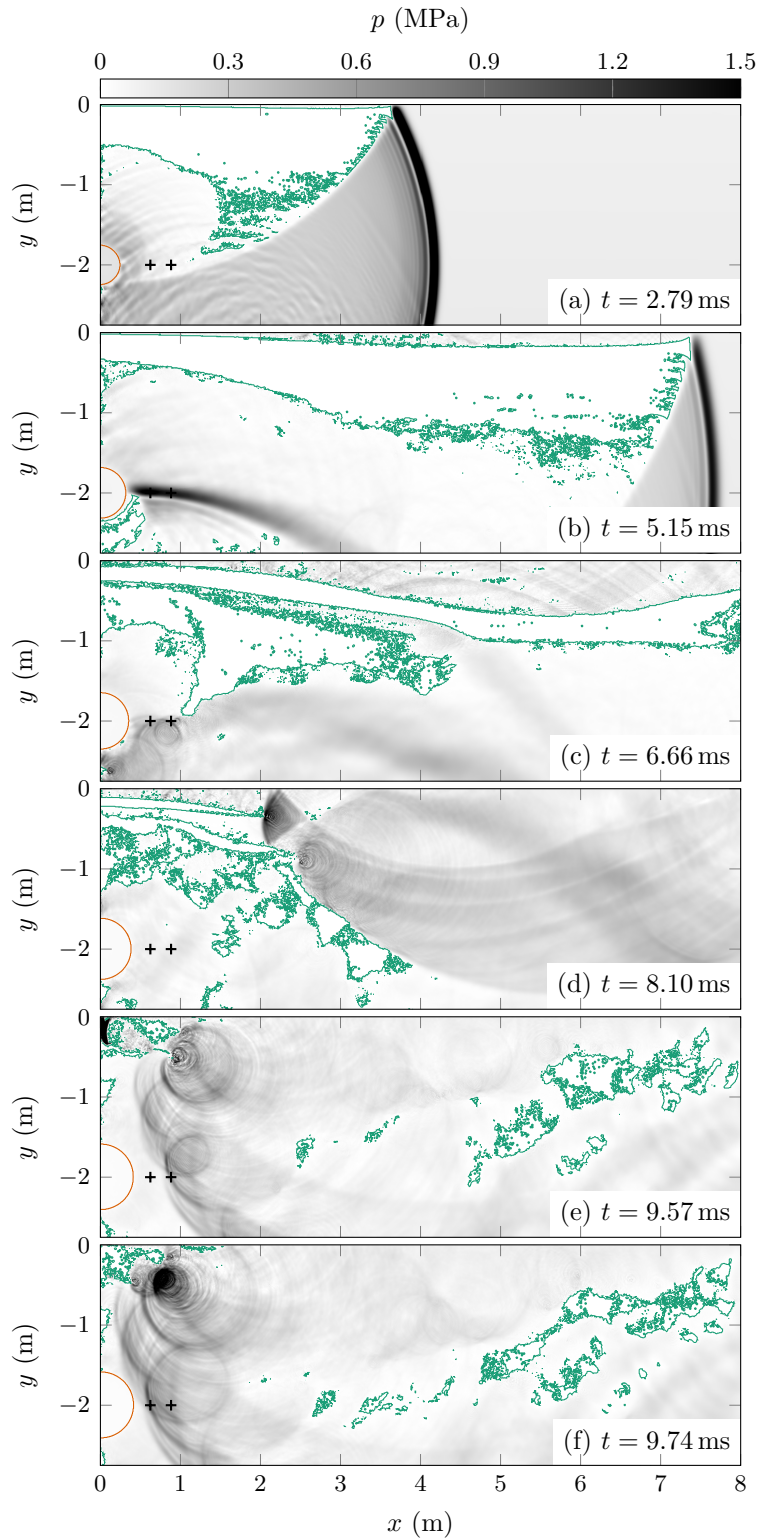 p (MPa)
0 0.3 0.6 0.9 1.2 1.5
0
−1
−2
y (m)
(a) t = 2.79 ms
0
−1
−2
y (m)
(b) t = 5.15 ms
0
−1
−2
y (m)
(c) t = 6.66 ms
0
−1
−2
y (m)
(d) t = 8.10 ms
0
−1
−2
y (m)
(e) t = 9.57 ms
0
−1
−2
y (m)
(f) t = 9.74 ms
0 1 2 3 4 5 6 7 8
x (m)